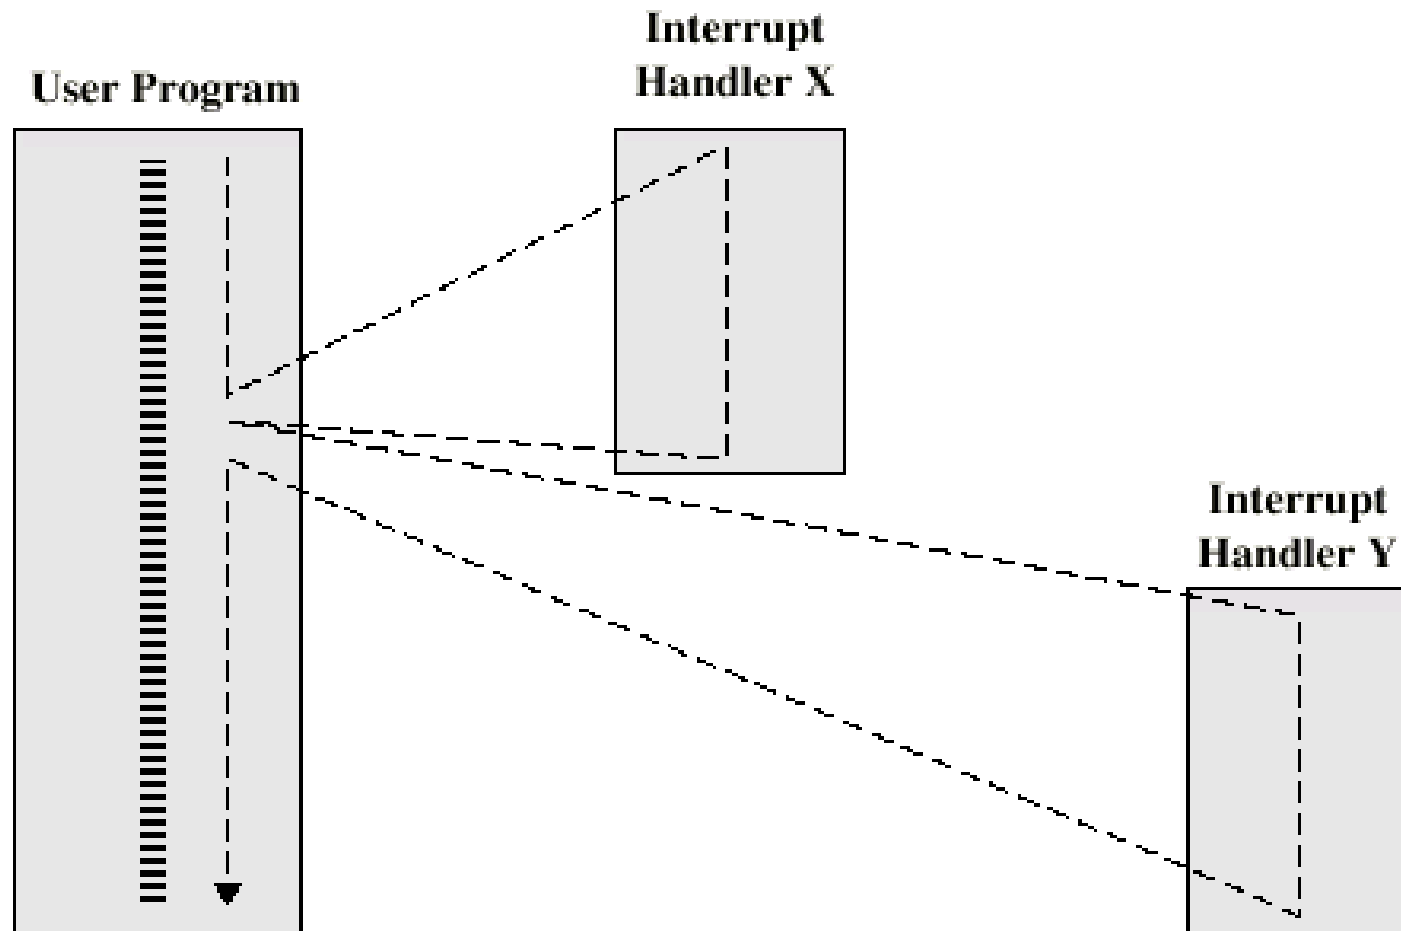 User Program
Interrupt
Handler X
Interrupt
Handler Y